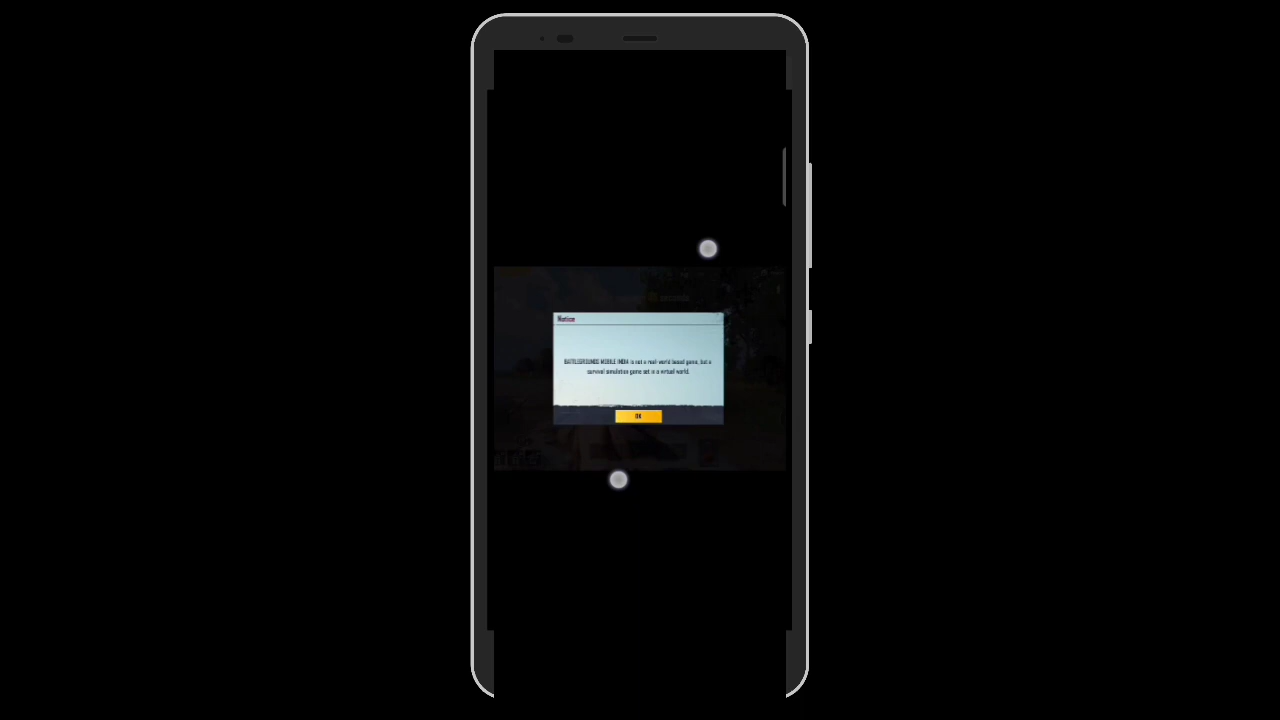 Notice
BATTLEGROUNDS MOBILE INDIA is not a real-world based game, but a
survival simulation game set in a virtual world.
OK